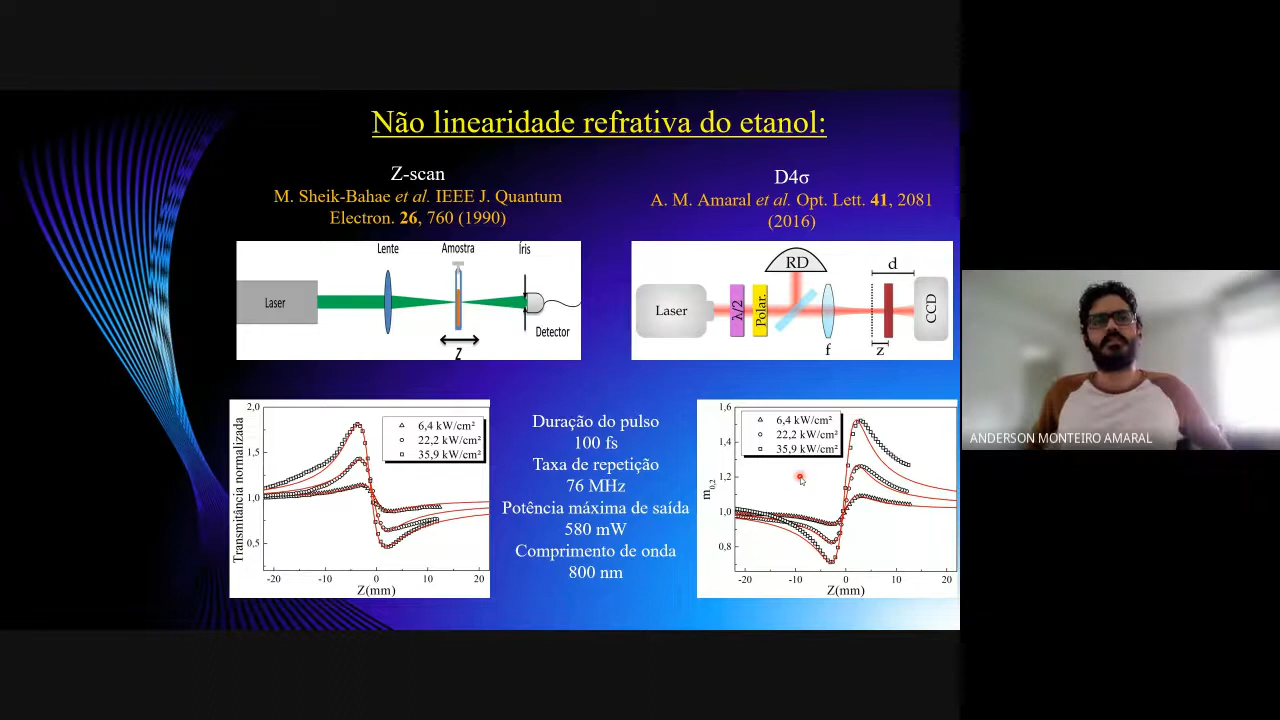 Não linearidade refrativa do etanol:
Z-scan
M. Sheik-Bahae et al. IEEE J. Quantum
Electron. 26, 760 (1990)
D4σ
A. M. Amaral et al. Opt. Lett. 41, 2081
(2016)
Lente
Amostra
Íris
Laser
Detector
Z
RD
d
Laser
λ/2
Polar.
CCD
f
z
Transmitância normalizada
2,0
1,5
1,0
0,5
6,4 kW/cm²
22,2 kW/cm²
35,9 kW/cm²
-20 -10 0 10 20
Z(mm)
Duração do pulso
100 fs
Taxa de repetição
76 MHz
Potência máxima de saída
580 mW
Comprimento de onda
800 nm
m0,2
1,6
1,4
1,2
1,0
0,8
6,4 kW/cm²
22,2 kW/cm²
35,9 kW/cm²
-20 -10 0 10 20
Z(mm)
ANDERSON MONTEIRO AMARAL